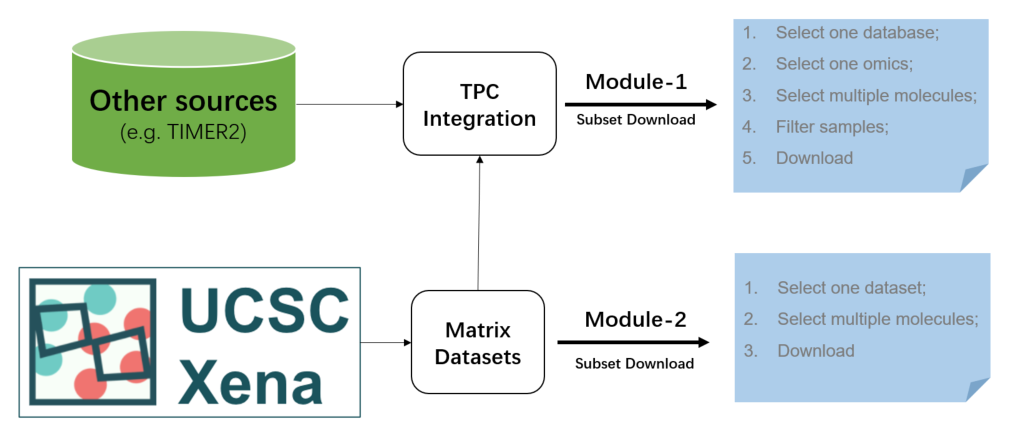 Other sources
(e.g. TIMER2)
TPC
Integration
Module-1
Subset Download
1. Select one database;
2. Select one omics;
3. Select multiple molecules;
4. Filter samples;
5. Download
UCSC
Xena
Matrix
Datasets
Module-2
Subset Download
1. Select one dataset;
2. Select multiple molecules;
3. Download